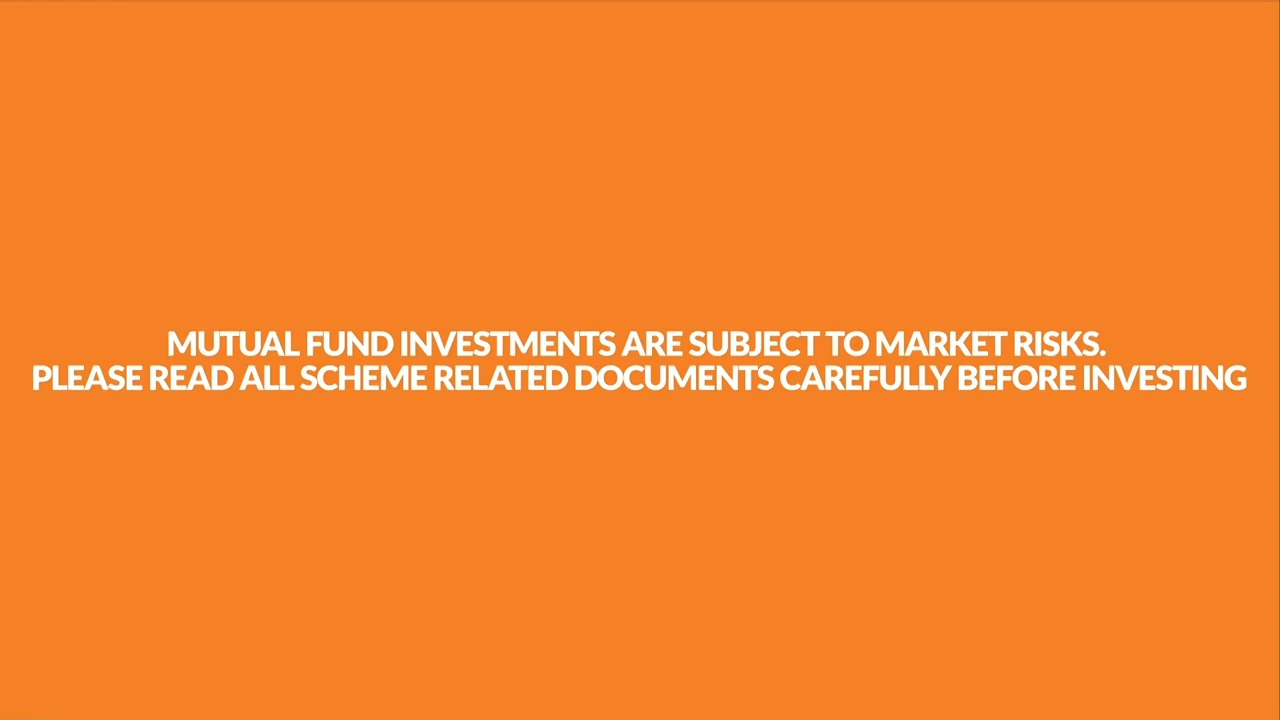 MUTUAL FUND INVESTMENTS ARE SUBJECT TO MARKET RISKS.
PLEASE READ ALL SCHEME RELATED DOCUMENTS CAREFULLY BEFORE INVESTING